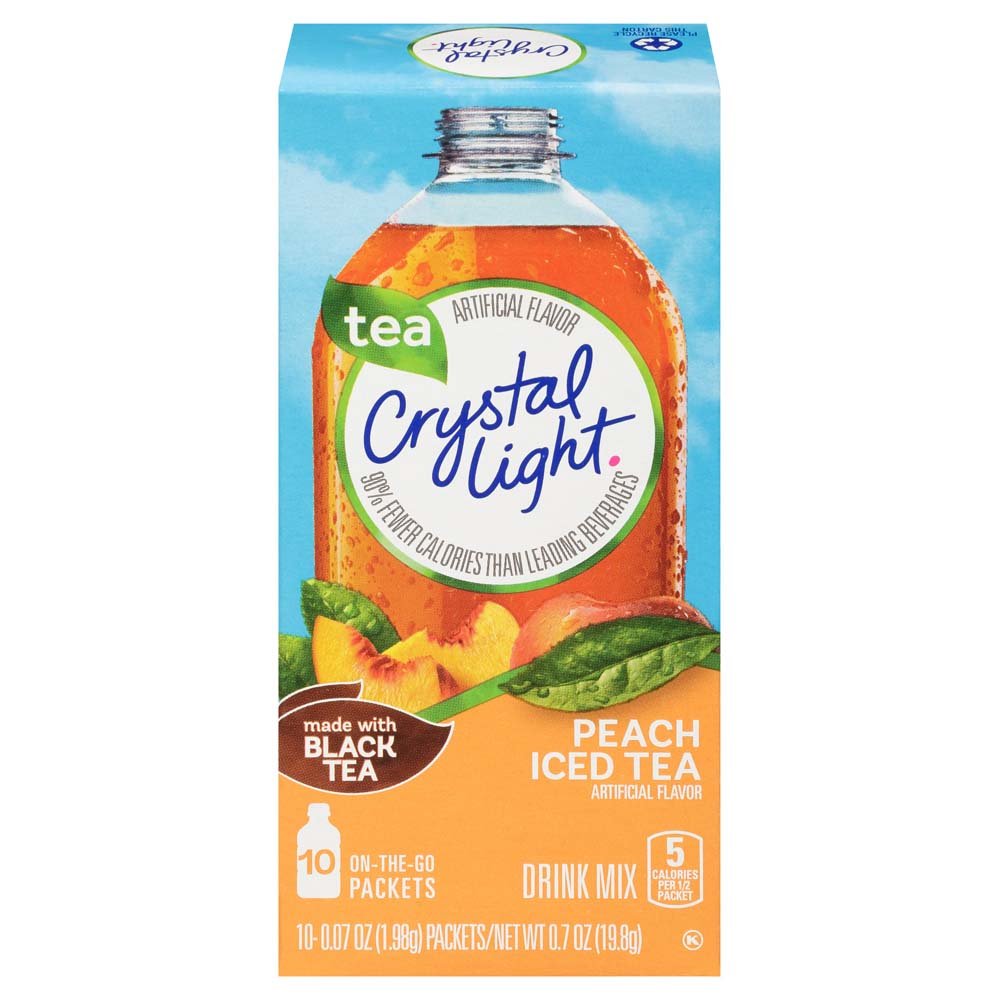 Crystal
Light.
PLEASE RECYCLE
THIS CARTON
tea
ARTIFICIAL FLAVOR
Crystal
Light.
90% FEWER CALORIES THAN LEADING BEVERAGES
made with
BLACK
TEA
PEACH
ICED TEA
ARTIFICIAL FLAVOR
10
ON-THE-GO
PACKETS
DRINK MIX
5
CALORIES
PER 1/2
PACKET
10- 0.07 OZ (1.98g) PACKETS/NET WT 0.7 OZ (19.8g)
K